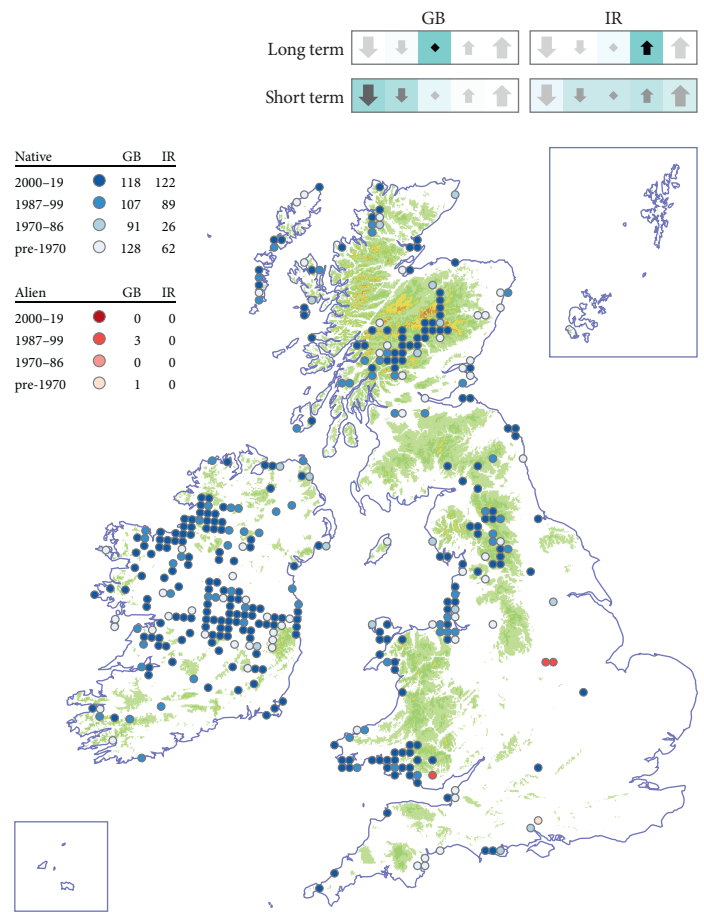 GB IR
Long term
Short term
Native GB IR
2000–19 118 122
1987–99 107 89
1970–86 91 26
pre-1970 128 62
Alien GB IR
2000–19 0 0
1987–99 3 0
1970–86 0 0
pre-1970 1 0